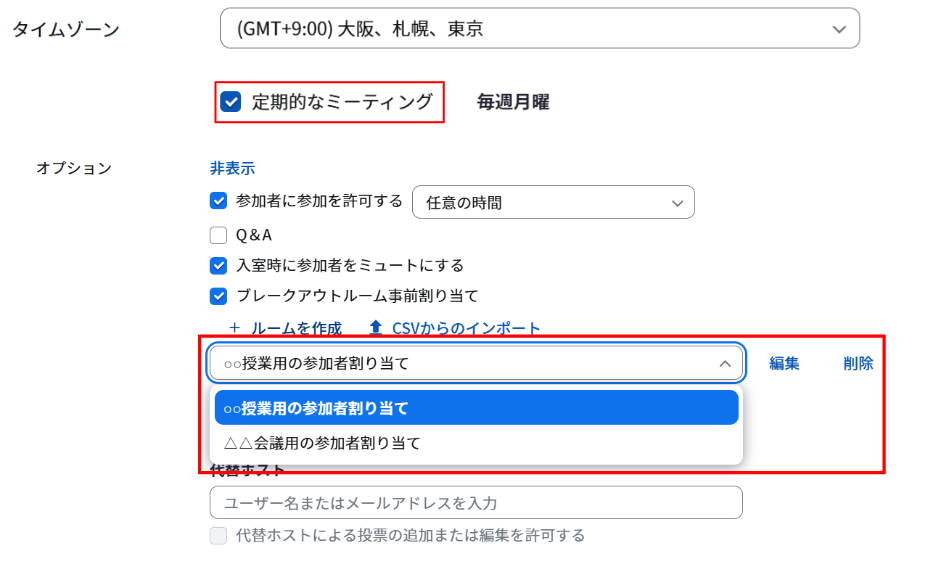 タイムゾーン (GMT+9:00) 大阪、札幌、東京
定期的なミーティング 毎週月曜
オプション 非表示
参加者に参加を許可する 任意の時間
Q&A
入室時に参加者をミュートにする
ブレークアウトルーム事前割り当て
+ ルームを作成 CSVからのインポート
○○授業用の参加者割り当て 編集 削除
○○授業用の参加者割り当て
△△会議用の参加者割り当て
代替ホスト
ユーザー名またはメールアドレスを入力
代替ホストによる投票の追加または編集を許可する